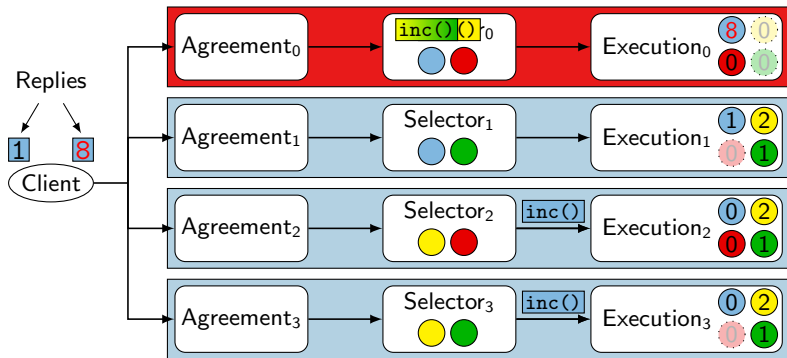 Replies
1 8
Client
Agreement₀
inc() () r₀
Execution₀
8 0
0 0
Agreement₁
Selector₁
Execution₁
1 2
0 1
Agreement₂
Selector₂
inc()
Execution₂
0 2
0 1
Agreement₃
Selector₃
inc()
Execution₃
0 2
0 1